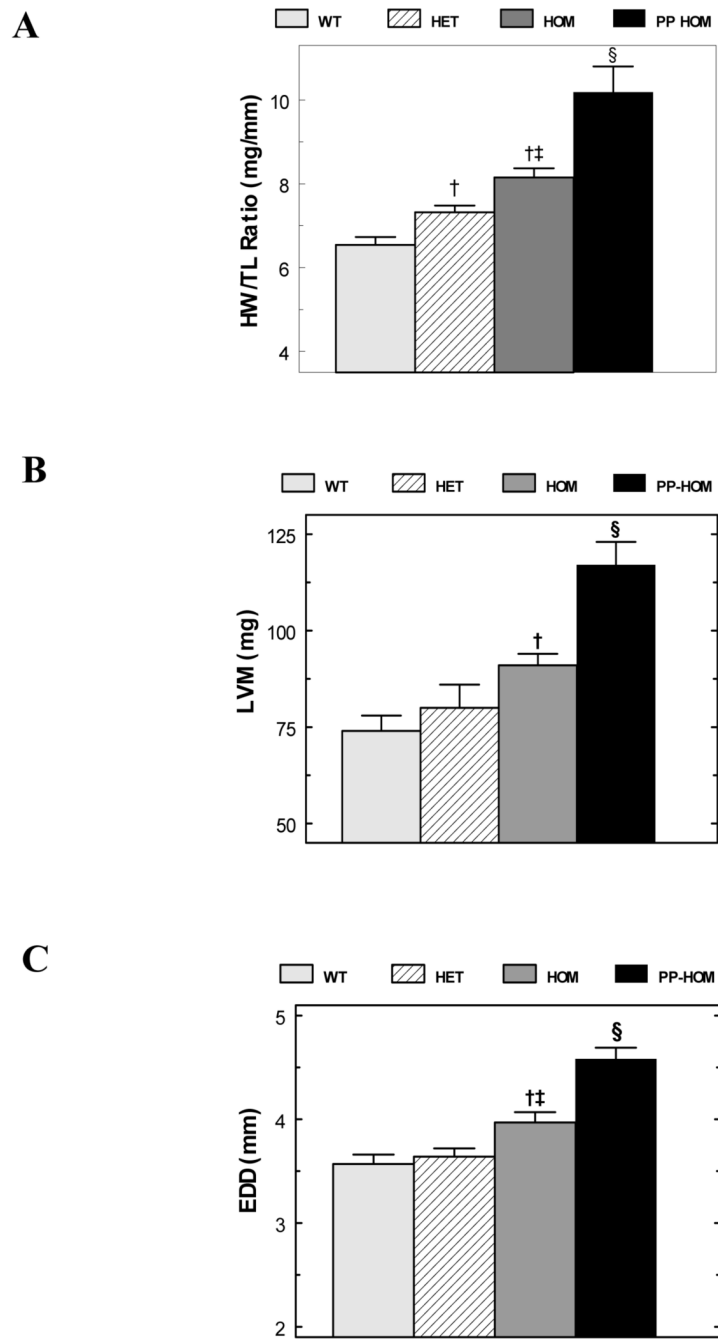 A
WT HET HOM PP HOM
HW/TL Ratio (mg/mm)
10
8
6
4
†
†‡
§
B
WT HET HOM PP-HOM
LVM (mg)
125
100
75
50
†
§
C
WT HET HOM PP-HOM
EDD (mm)
5
4
3
2
†‡
§